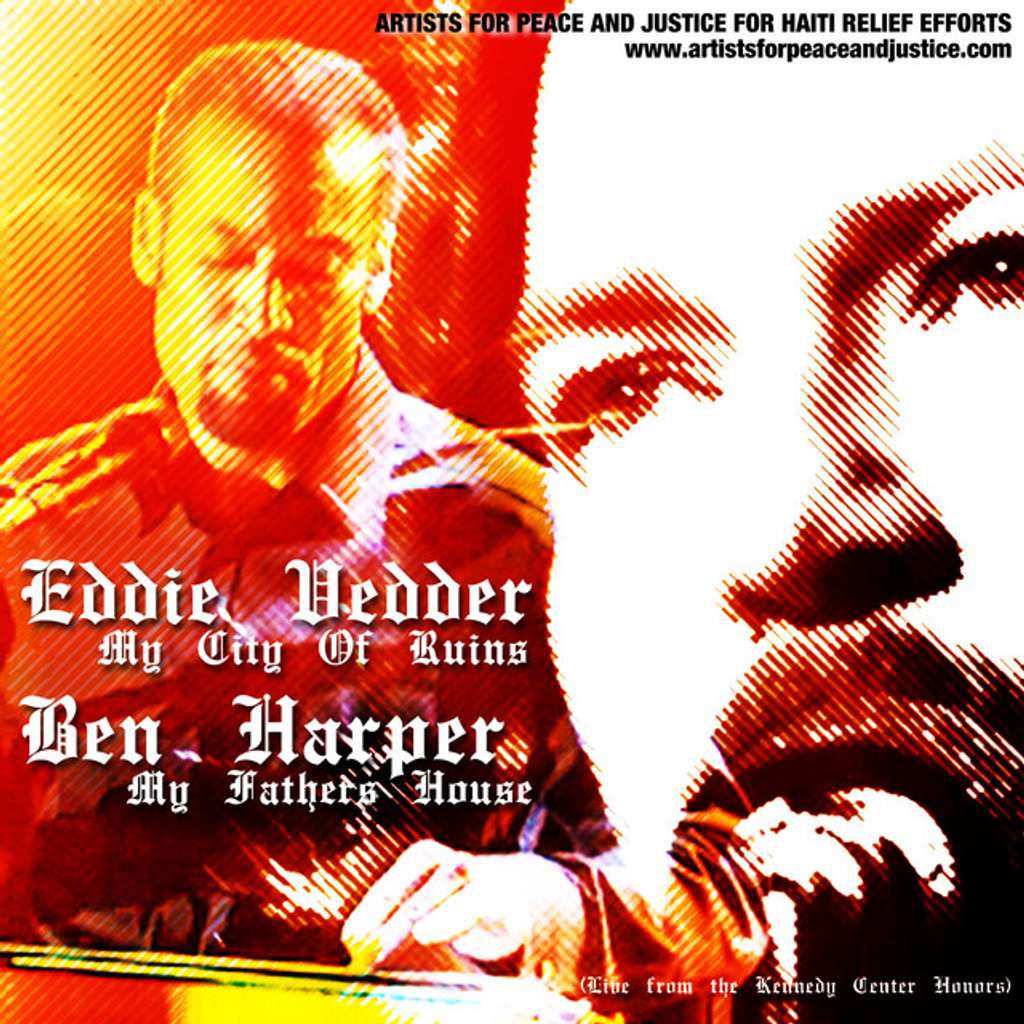 ARTISTS FOR PEACE AND JUSTICE FOR HAITI RELIEF EFFORTS
www.artistsforpeaceandjustice.com
Eddie Vedder
My City Of Ruins
Ben Harper
My Fathers House
(Live from the Kennedy Center Honors)